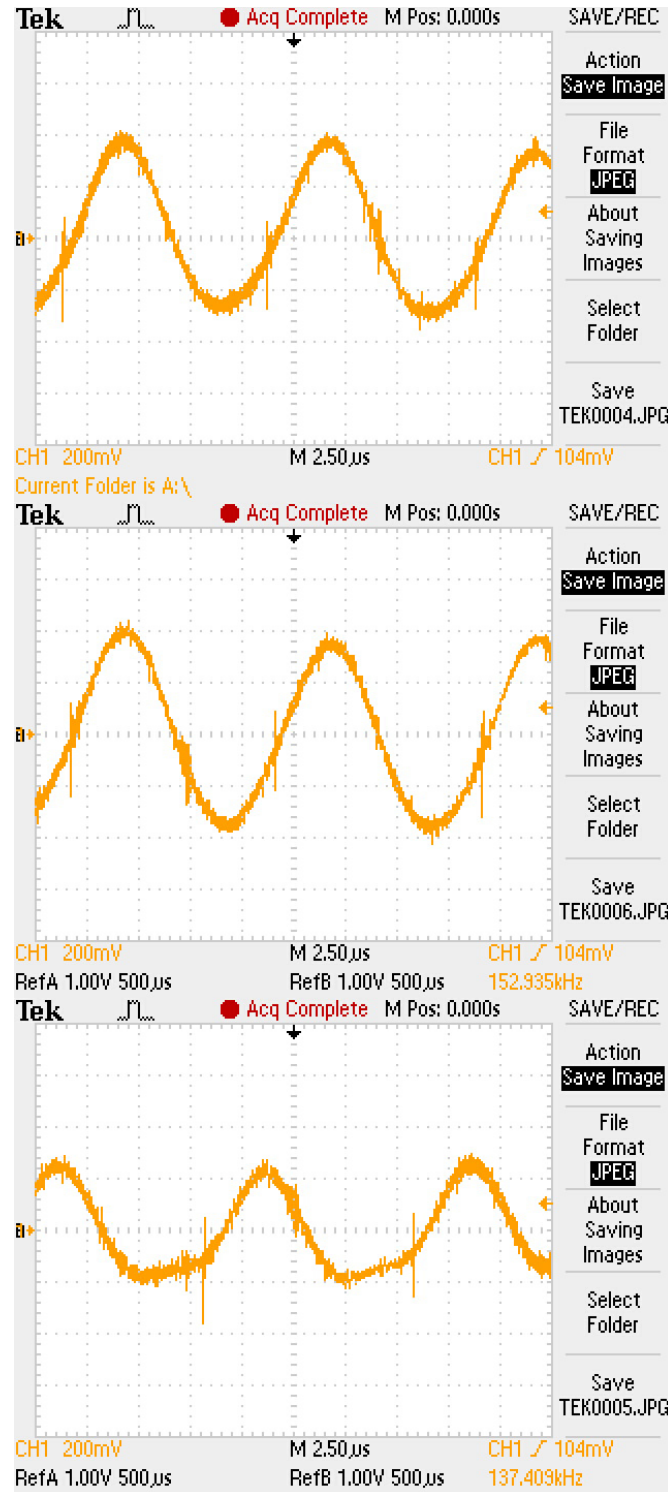 Tek Acq Complete M Pos: 0.000s SAVE/REC
Action
Save Image
File
Format
JPEG
About
Saving
Images
Select
Folder
Save
TEK0004.JPG
CH1 200mV M 2.50µs CH1 104mV
Current Folder is A:\
Tek Acq Complete M Pos: 0.000s SAVE/REC
Action
Save Image
File
Format
JPEG
About
Saving
Images
Select
Folder
Save
TEK0006.JPG
CH1 200mV M 2.50µs CH1 104mV
RefA 1.00V 500µs RefB 1.00V 500µs 152.935kHz
Tek Acq Complete M Pos: 0.000s SAVE/REC
Action
Save Image
File
Format
JPEG
About
Saving
Images
Select
Folder
Save
TEK0005.JPG
CH1 200mV M 2.50µs CH1 104mV
RefA 1.00V 500µs RefB 1.00V 500µs 137.409kHz